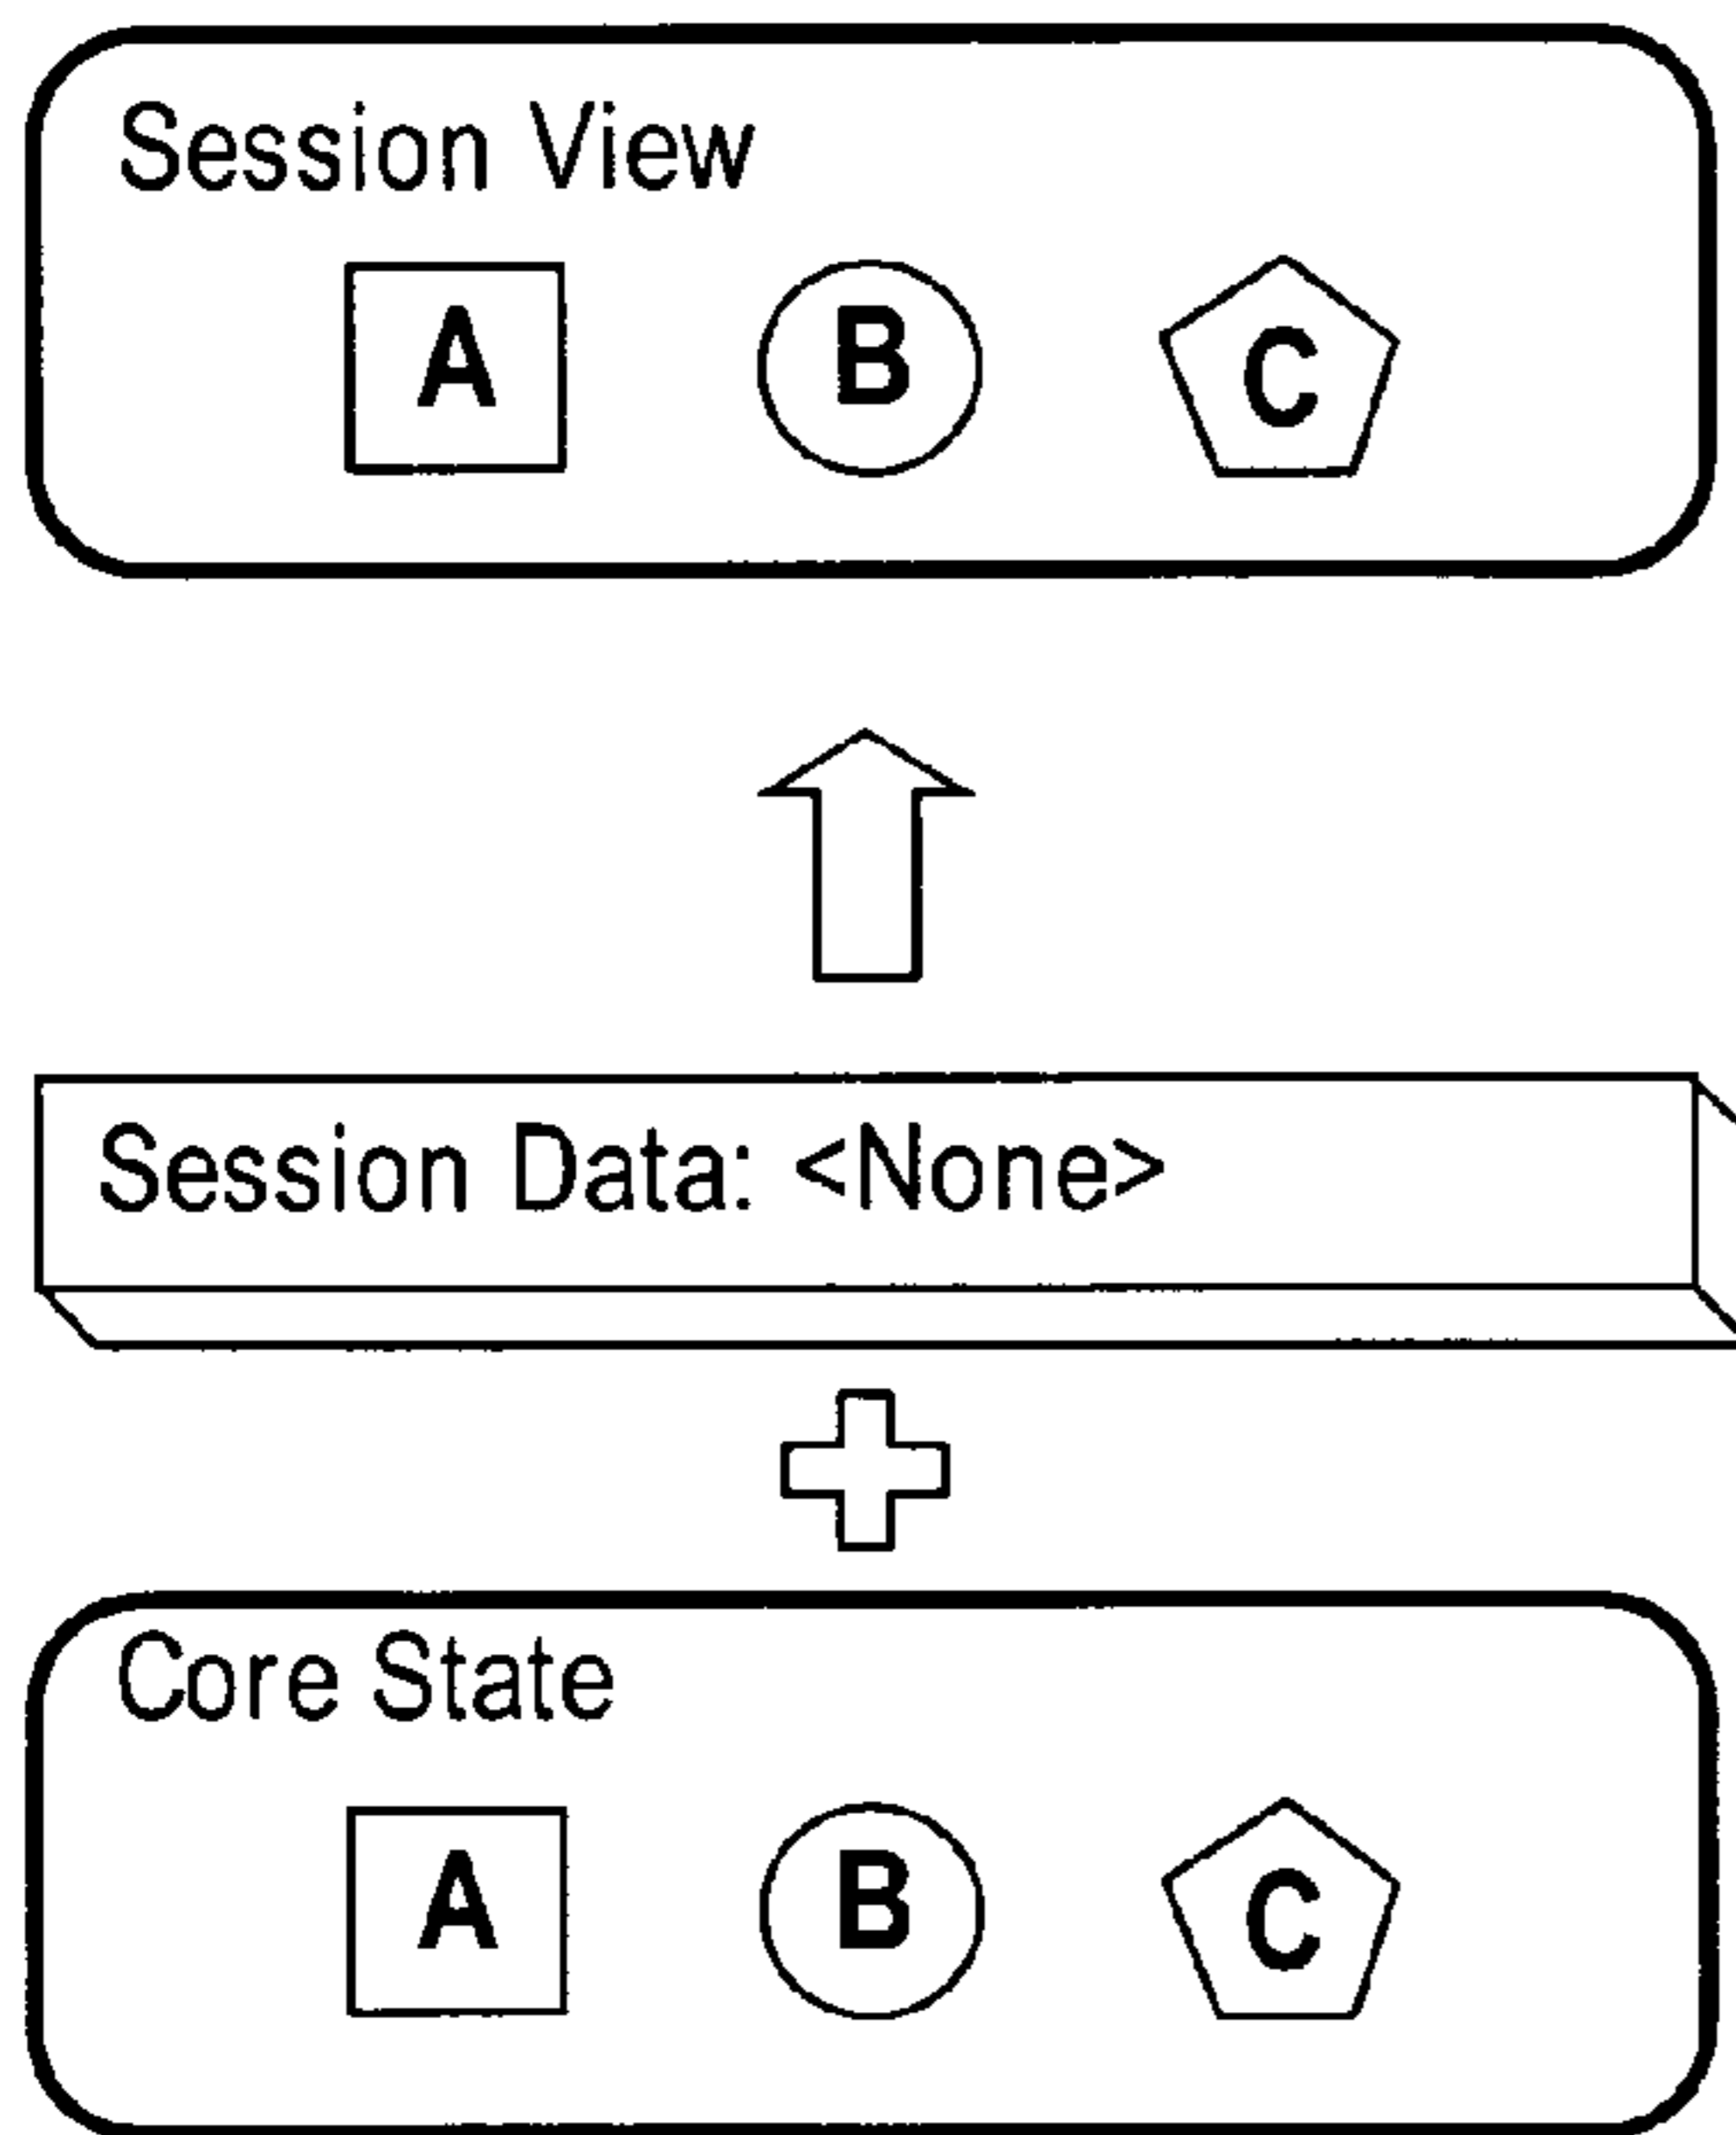 Session View
A B C
Session Data: <None>
Core State
A B C